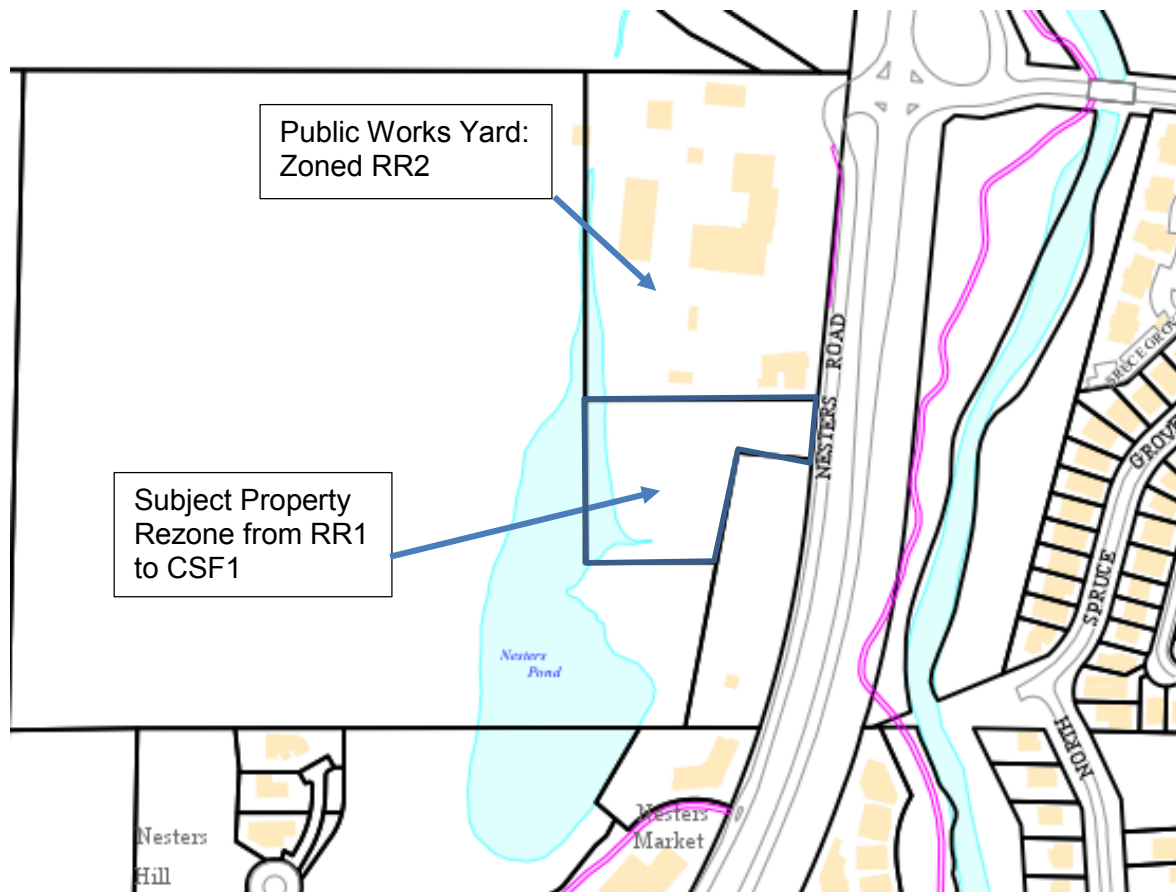 Public Works Yard:
Zoned RR2
NESTERS ROAD
Subject Property
Rezone from RR1
to CSF1
SPRUCE GROVE
Nesters
Pond
NORTH
Nesters
Market
Nesters
Hill